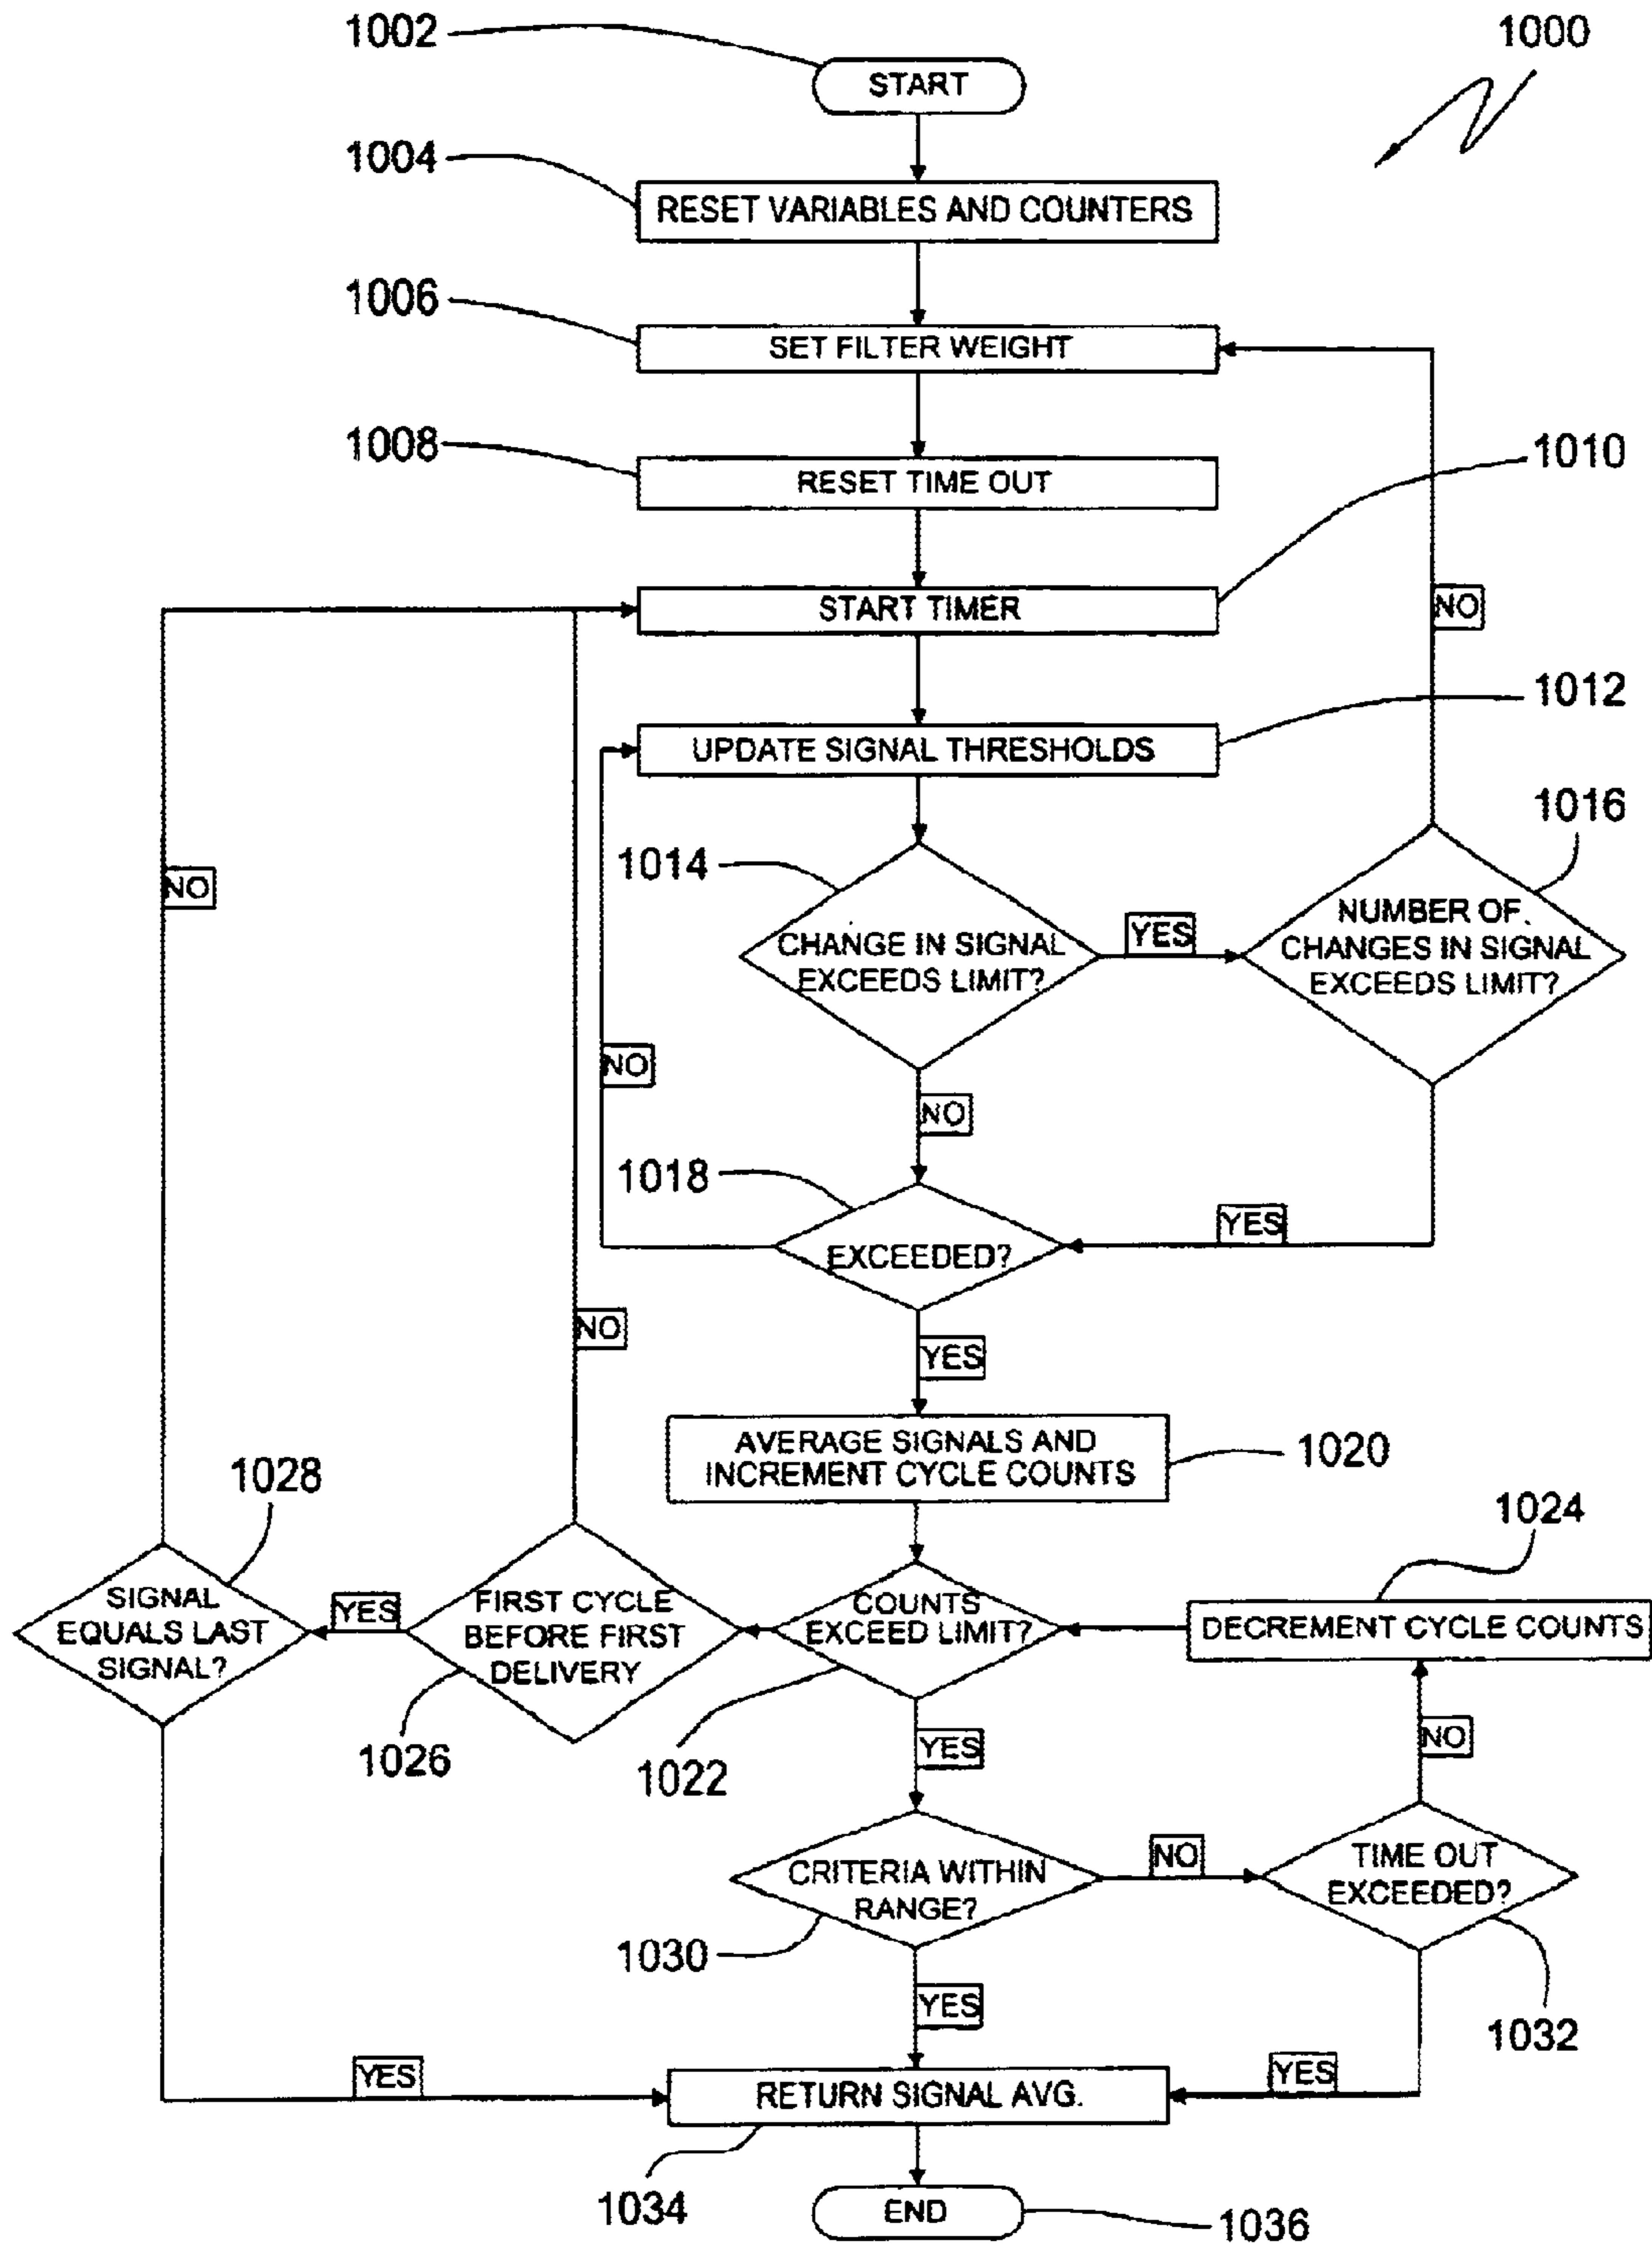 1002
START
1000
1004
RESET VARIABLES AND COUNTERS
1006
SET FILTER WEIGHT
1008
RESET TIME OUT
1010
START TIMER
NO
1012
UPDATE SIGNAL THRESHOLDS
1016
1014
NO
CHANGE IN SIGNAL
EXCEEDS LIMIT?
YES
NUMBER OF.
CHANGES IN SIGNAL
EXCEEDS LIMIT?
NO
NO
1018
EXCEEDED?
YES
NO
YES
AVERAGE SIGNALS AND
INCREMENT CYCLE COUNTS
1020
1028
1024
SIGNAL
EQUALS LAST
SIGNAL?
YES
FIRST CYCLE
BEFORE FIRST
DELIVERY
COUNTS
EXCEED LIMIT?
DECREMENT CYCLE COUNTS
1026
1022
YES
NO
CRITERIA WITHIN
RANGE?
NO
TIME OUT
EXCEEDED?
1030
YES
1032
YES
RETURN SIGNAL AVG.
YES
1034
END
1036